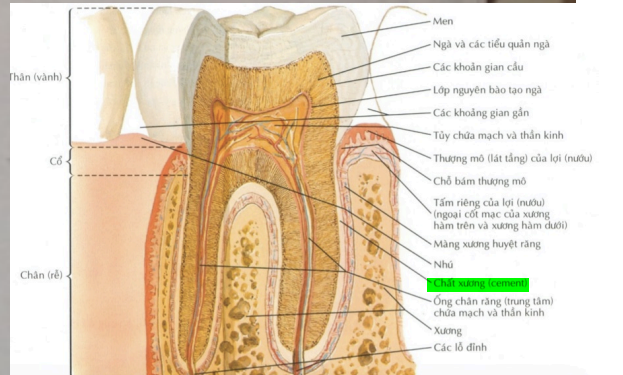 Men
Ngà và các tiểu quản ngà
Các khoản gian cầu
Thân (vành)
Lớp nguyên bào tạo ngà
Các khoảng gian gần
Tủy chứa mạch và thần kinh
Thượng mô (lát tầng) của lợi (nướu)
Cổ
Chỗ bám thượng mô
Tấm riêng của lợi (nướu)
(ngoại cốt mạc của xương
hàm trên và xương hàm dưới)
Màng xương huyệt răng
Nhú
Chân (rễ)
Chất xương (cement)
Ống chân răng (trung tâm)
chứa mạch và thần kinh
Xương
Các lỗ đỉnh